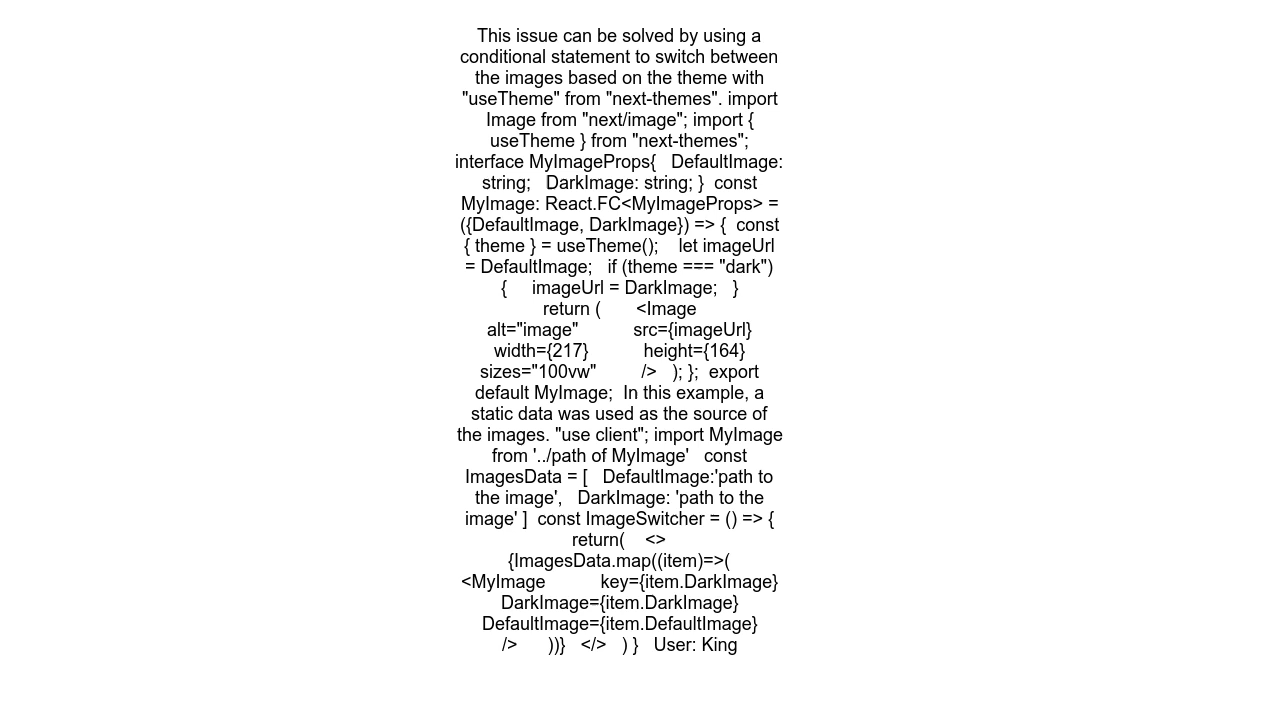 This issue can be solved by using a
conditional statement to switch between
the images based on the theme with
"useTheme" from "next-themes". import
Image from "next/image"; import {
useTheme } from "next-themes";
interface MyImageProps{   DefaultImage:
string;   DarkImage: string; }  const
MyImage: React.FC<MyImageProps> =
({DefaultImage, DarkImage}) => {  const
{ theme } = useTheme();    let imageUrl
= DefaultImage;   if (theme === "dark")
{     imageUrl = DarkImage;   }
return (       <Image
alt="image"           src={imageUrl}
width={217}           height={164}
sizes="100vw"         />   ); };  export
default MyImage;  In this example, a
static data was used as the source of
the images. "use client"; import MyImage
from '../path of MyImage'   const
ImagesData = [   DefaultImage:'path to
the image',   DarkImage: 'path to the
image' ]  const ImageSwitcher = () => {
return(    <>
{ImagesData.map((item)=>(
<MyImage           key={item.DarkImage}
DarkImage={item.DarkImage}
DefaultImage={item.DefaultImage}
/>      ))}   </>   ) }   User: King